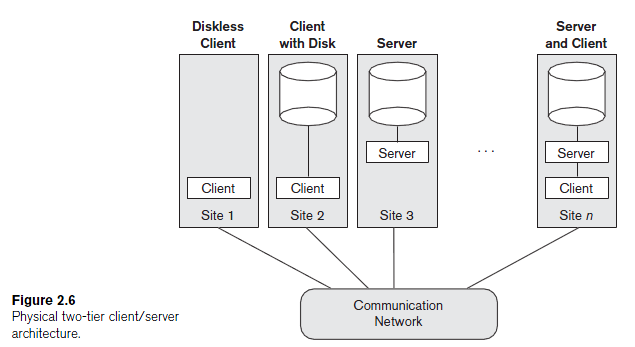 Diskless
Client
Client
with Disk
Server
Server
and Client
Server
Server
Client
Client
Client
Site 1
Site 2
Site 3
. . .
Site n
Communication
Network
Figure 2.6
Physical two-tier client/server
architecture.